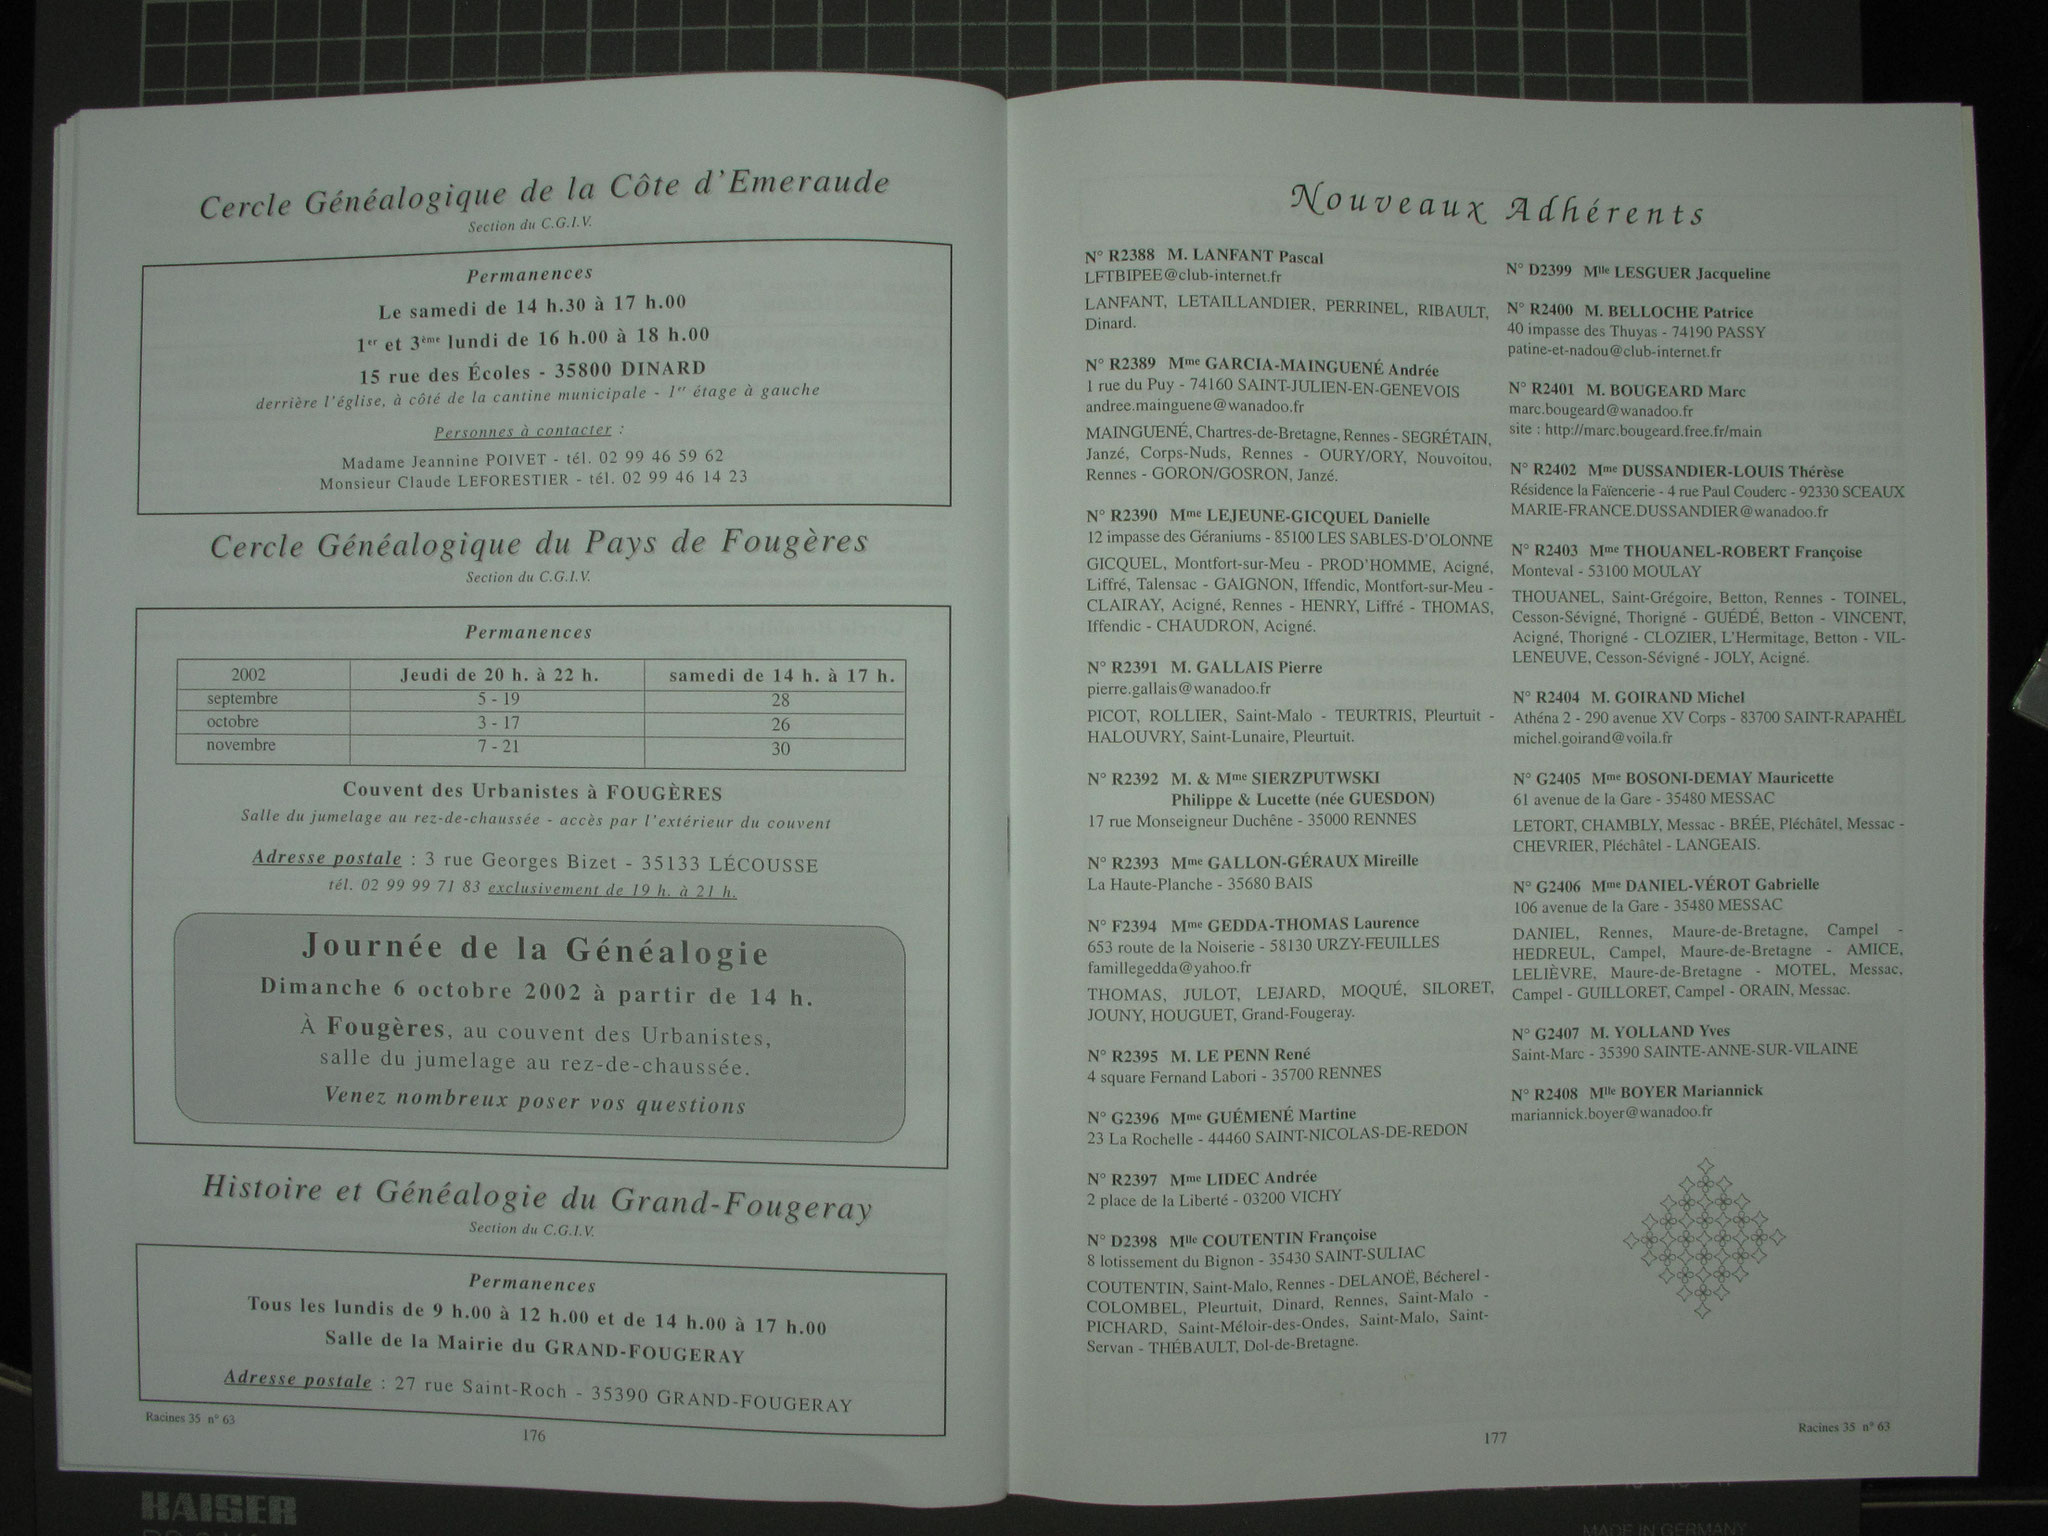 Cercle Généalogique de la Côte d'Emeraude
Section du C.G.I.V.
Permanences
Le samedi de 14 h.30 à 17 h.00
1er et 3ème lundi de 16 h.00 à 18 h.00
15 rue des Écoles - 35800 DINARD
derrière l'église, à côté de la cantine municipale - 1er étage à gauche
Personnes à contacter :
Madame Jeannine POIVET - tél. 02 99 46 59 62
Monsieur Claude LEFORESTIER - tél. 02 99 46 14 23
Cercle Généalogique du Pays de Fougères
Section du C.G.I.V.
Permanences
2002 Jeudi de 20 h. à 22 h. samedi de 14 h. à 17 h.
septembre 5 - 19 28
octobre 3 - 17 26
novembre 7 - 21 30
Couvent des Urbanistes à FOUGÈRES
Salle du jumelage au rez-de-chaussée - accès par l'extérieur du couvent
Adresse postale : 3 rue Georges Bizet - 35133 LÉCOUSSE
tél. 02 99 99 71 83 exclusivement de 19 h. à 21 h.
Journée de la Généalogie
Dimanche 6 octobre 2002 à partir de 14 h.
À Fougères, au couvent des Urbanistes,
salle du jumelage au rez-de-chaussée.
Venez nombreux poser vos questions
Histoire et Généalogie du Grand-Fougeray
Section du C.G.I.V.
Permanences
Tous les lundis de 9 h.00 à 12 h.00 et de 14 h.00 à 17 h.00
Salle de la Mairie du GRAND-FOUGERAY
Adresse postale : 27 rue Saint-Roch - 35390 GRAND-FOUGERAY
Racines 35 n° 63
176
Nouveaux Adhérents
N° R2388 M. LANFANT Pascal
LFTBIPEE@club-internet.fr
LANFANT, LETAILLANDIER, PERRINEL, RIBAULT,
Dinard.
N° R2389 Mme GARCIA-MAINGUENÉ Andrée
1 rue du Puy - 74160 SAINT-JULIEN-EN-GENEVOIS
andree.mainguene@wanadoo.fr
MAINGUENÉ, Chartres-de-Bretagne, Rennes - SEGRÉTAIN,
Janzé, Corps-Nuds, Rennes - OURY/ORY, Nouvoitou,
Rennes - GORON/GOSRON, Janzé.
N° R2390 Mme LEJEUNE-GICQUEL Danielle
12 impasse des Géraniums - 85100 LES SABLES-D'OLONNE
GICQUEL, Montfort-sur-Meu - PROD'HOMME, Acigné,
Liffré, Talensac - GAIGNON, Iffendic, Montfort-sur-Meu -
CLAIRAY, Acigné, Rennes - HENRY, Liffré - THOMAS,
Iffendic - CHAUDRON, Acigné.
N° R2391 M. GALLAIS Pierre
pierre.gallais@wanadoo.fr
PICOT, ROLLIER, Saint-Malo - TEURTRIS, Pleurtuit -
HALOUVRY, Saint-Lunaire, Pleurtuit.
N° R2392 M. & Mme SIERZPUTWSKI
Philippe & Lucette (née GUESDON)
17 rue Monseigneur Duchêne - 35000 RENNES
N° R2393 Mme GALLON-GÉRAUX Mireille
La Haute-Planche - 35680 BAIS
N° F2394 Mme GEDDA-THOMAS Laurence
653 route de la Noiserie - 58130 URZY-FEUILLES
famillegedda@yahoo.fr
THOMAS, JULOT, LEJARD, MOQUÉ, SILORET,
JOUNY, HOUGUET, Grand-Fougeray.
N° R2395 M. LE PENN René
4 square Fernand Labori - 35700 RENNES
N° G2396 Mme GUÉMENÉ Martine
23 La Rochelle - 44460 SAINT-NICOLAS-DE-REDON
N° R2397 Mme LIDEC Andrée
2 place de la Liberté - 03200 VICHY
N° D2398 Mlle COUTENTIN Françoise
8 lotissement du Bignon - 35430 SAINT-SULIAC
COUTENTIN, Saint-Malo, Rennes - DELANOË, Bécherel -
COLOMBEL, Pleurtuit, Dinard, Rennes, Saint-Malo -
PICHARD, Saint-Méloir-des-Ondes, Saint-Malo, Saint-
Servan - THÉBAULT, Dol-de-Bretagne.
N° D2399 Mlle LESGUER Jacqueline
N° R2400 M. BELLOCHE Patrice
40 impasse des Thuyas - 74190 PASSY
patine-et-nadou@club-internet.fr
N° R2401 M. BOUGEARD Marc
marc.bougeard@wanadoo.fr
site : http://marc.bougeard.free.fr/main
N° R2402 Mme DUSSANDIER-LOUIS Thérèse
Résidence la Faïencerie - 4 rue Paul Couderc - 92330 SCEAUX
MARIE-FRANCE.DUSSANDIER@wanadoo.fr
N° R2403 Mme THOUANEL-ROBERT Françoise
Monteval - 53100 MOULAY
THOUANEL, Saint-Grégoire, Betton, Rennes - TOINEL,
Cesson-Sévigné, Thorigné - GUÉDÉ, Betton - VINCENT,
Acigné, Thorigné - CLOZIER, L'Hermitage, Betton - VIL-
LENEUVE, Cesson-Sévigné - JOLY, Acigné.
N° R2404 M. GOIRAND Michel
Athéna 2 - 290 avenue XV Corps - 83700 SAINT-RAPAHËL
michel.goirand@voila.fr
N° G2405 Mme BOSONI-DEMAY Mauricette
61 avenue de la Gare - 35480 MESSAC
LETORT, CHAMBLY, Messac - BRÉE, Pléchâtel, Messac -
CHEVRIER, Pléchâtel - LANGEAIS.
N° G2406 Mme DANIEL-VÉROT Gabrielle
106 avenue de la Gare - 35480 MESSAC
DANIEL, Rennes, Maure-de-Bretagne, Campel -
HEDREUL, Campel, Maure-de-Bretagne - AMICE,
LELIÈVRE, Maure-de-Bretagne - MOTEL, Messac,
Campel - GUILLORET, Campel - ORAIN, Messac.
N° G2407 M. YOLLAND Yves
Saint-Marc - 35390 SAINTE-ANNE-SUR-VILAINE
N° R2408 Mlle BOYER Mariannick
mariannick.boyer@wanadoo.fr
177
Racines 35 n° 63
KAISER
MADE IN GERMANY